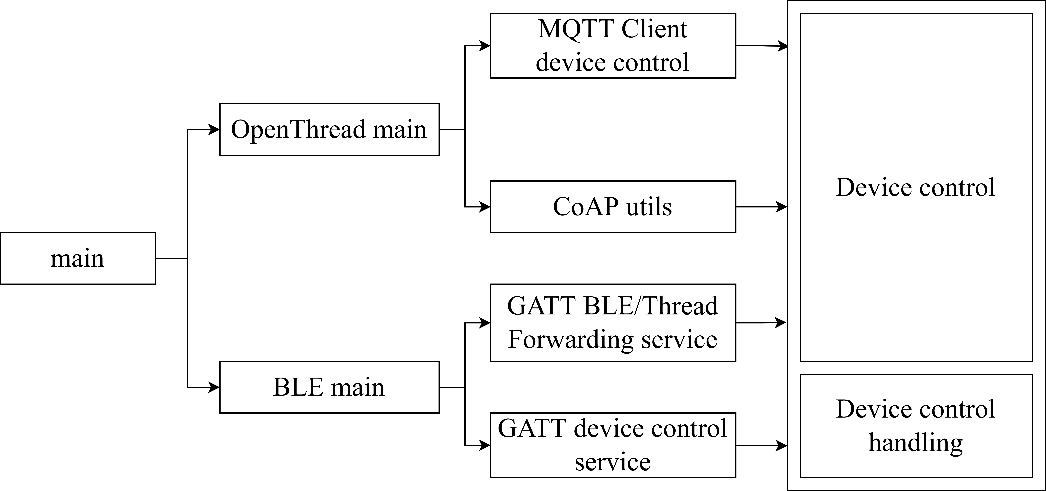 MQTT Client
device control
OpenThread main
Device control
CoAP utils
main
GATT BLE/Thread
Forwarding service
BLE main
Device control
handling
GATT device control
service